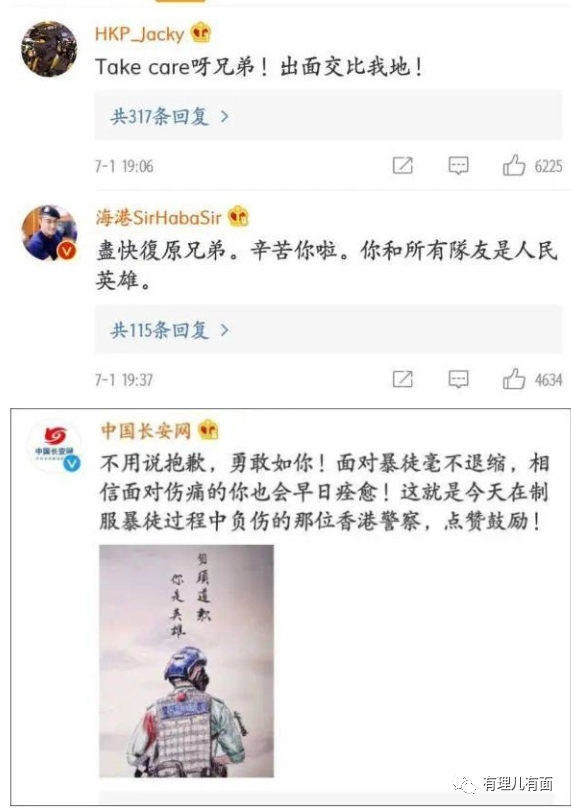 HKP_Jacky
Take care呀兄弟！出面交比我地！
共317条回复 >
7-1 19:06
6225
海港SirHabaSir
盡快復原兄弟。辛苦你啦。你和所有隊友是人民
英雄。
共115条回复 >
7-1 19:37
4634
中国长安网
中国长安网
不用说抱歉，勇敢如你！面对暴徒毫不退缩，相
信面对伤痛的你也会早日痊愈！这就是今天在制
服暴徒过程中负伤的那位香港警察，点赞鼓励！
勿須道歉
你是英雄
有理儿有面